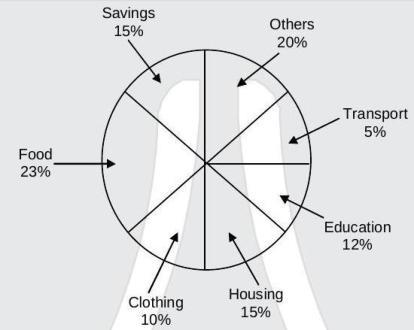 Savings
15%
Others
20%
Transport
5%
Food
23%
Education
12%
Housing
15%
Clothing
10%